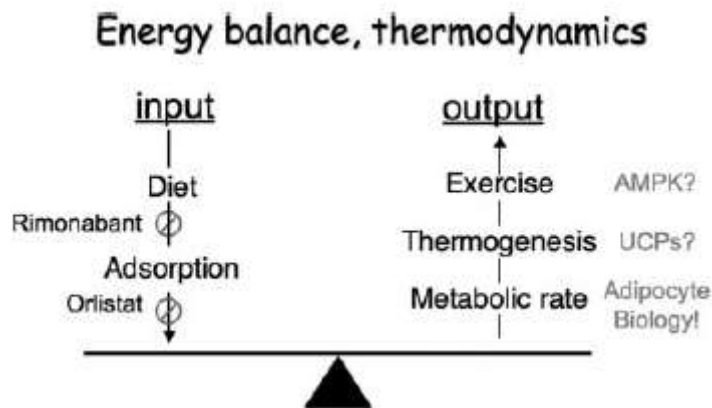 Energy balance, thermodynamics
input
output
Diet
Rimonabant
Adsorption
Orlistat
Exercise
AMPK?
Thermogenesis
UCPs?
Metabolic rate
Adipocyte
Biology!